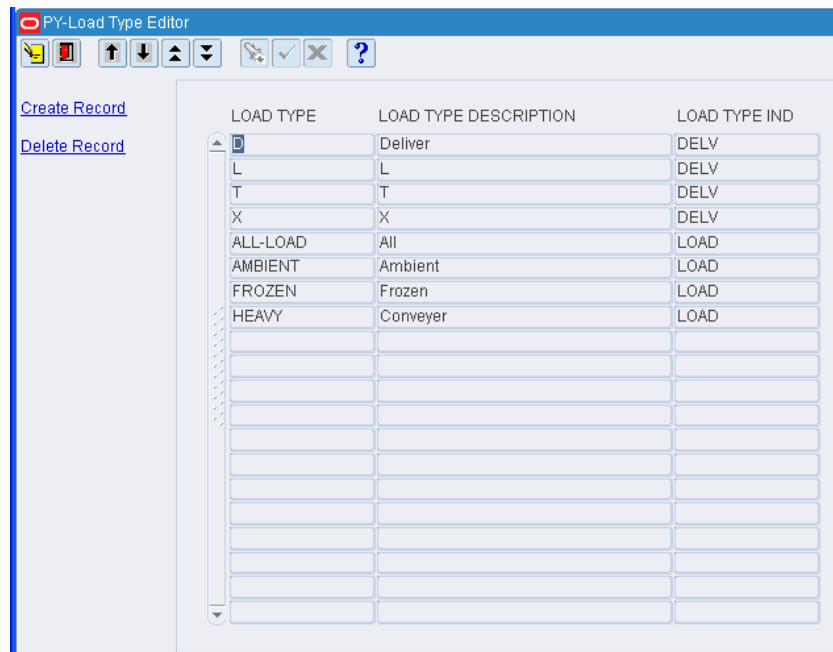 PY-Load Type Editor
?
Create Record
Delete Record
LOAD TYPE LOAD TYPE DESCRIPTION LOAD TYPE IND
D Deliver DELV
L L DELV
T T DELV
X X DELV
ALL-LOAD All LOAD
AMBIENT Ambient LOAD
FROZEN Frozen LOAD
HEAVY Conveyer LOAD